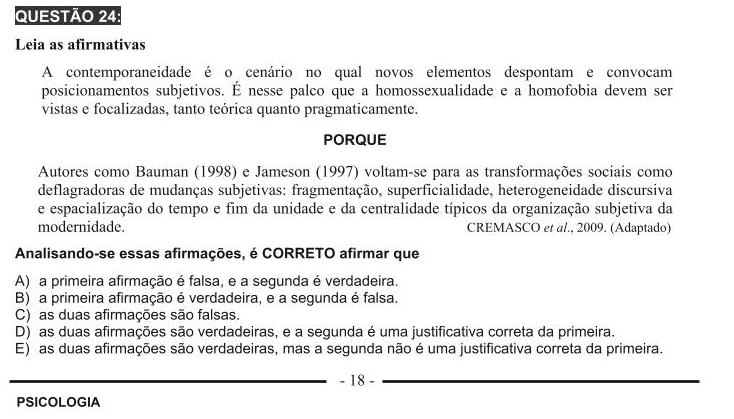 QUESTÃO 24:
Leia as afirmativas
A contemporaneidade é o cenário no qual novos elementos despontam e convocam
posicionamentos subjetivos. É nesse palco que a homossexualidade e a homofobia devem ser
vistas e focalizadas, tanto teórica quanto pragmaticamente.
PORQUE
Autores como Bauman (1998) e Jameson (1997) voltam-se para as transformações sociais como
deflagradoras de mudanças subjetivas: fragmentação, superficialidade, heterogeneidade discursiva
e espacialização do tempo e fim da unidade e da centralidade típicos da organização subjetiva da
modernidade. CREMASCO et al., 2009. (Adaptado)
Analisando-se essas afirmações, é CORRETO afirmar que
A) a primeira afirmação é falsa, e a segunda é verdadeira.
B) a primeira afirmação é verdadeira, e a segunda é falsa.
C) as duas afirmações são falsas.
D) as duas afirmações são verdadeiras, e a segunda é uma justificativa correta da primeira.
E) as duas afirmações são verdadeiras, mas a segunda não é uma justificativa correta da primeira.
- 18 -
PSICOLOGIA